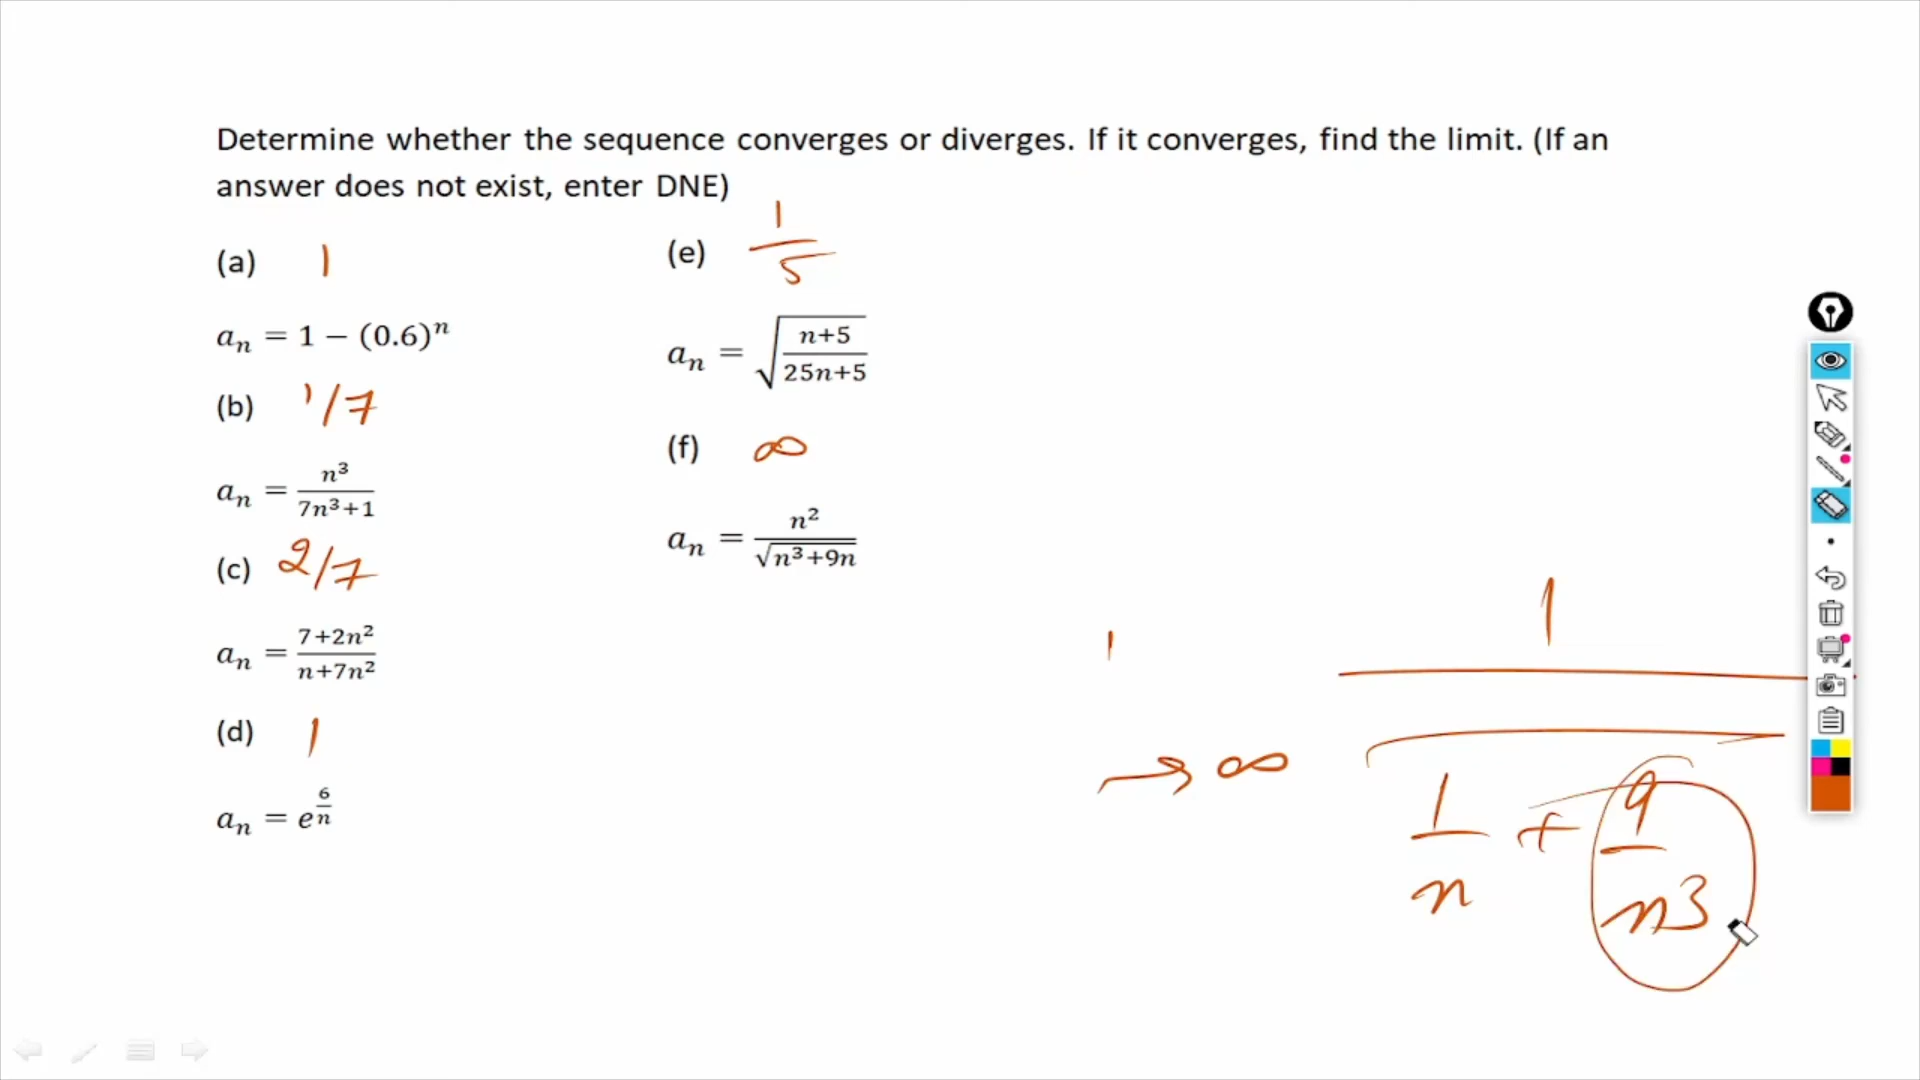 Determine whether the sequence converges or diverges. If it converges, find the limit. (If an
answer does not exist, enter DNE)
(a) 1
aₙ = 1 − (0.6)ⁿ
(b) 1/7
aₙ = n³/(7n³+1)
(c) 2/7
aₙ = (7+2n²)/(n+7n²)
(d) 1
aₙ = e^(6/n)
(e) 1/5
aₙ = √((n+5)/(25n+5))
(f) ∞
aₙ = n²/√(n³+9n)
1
→ ∞
1
1/n + 9/n³